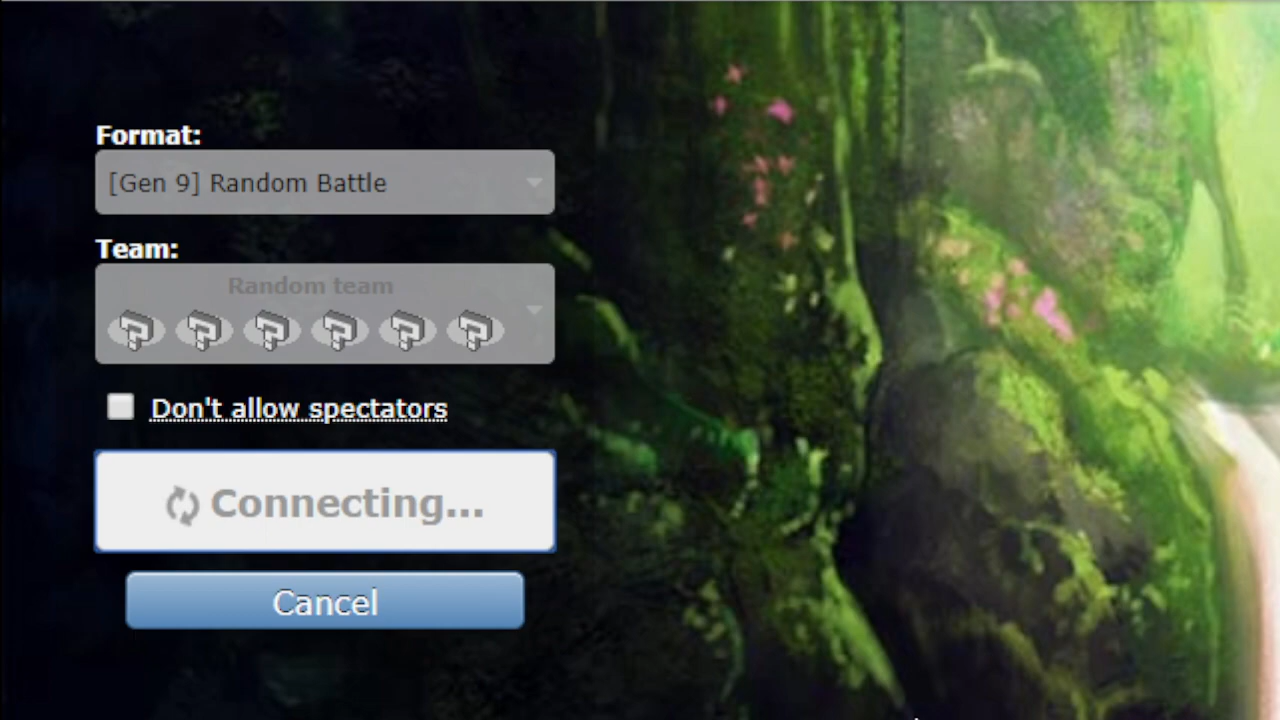 Format:
[Gen 9] Random Battle
Team:
Random team
Don't allow spectators
Connecting...
Cancel